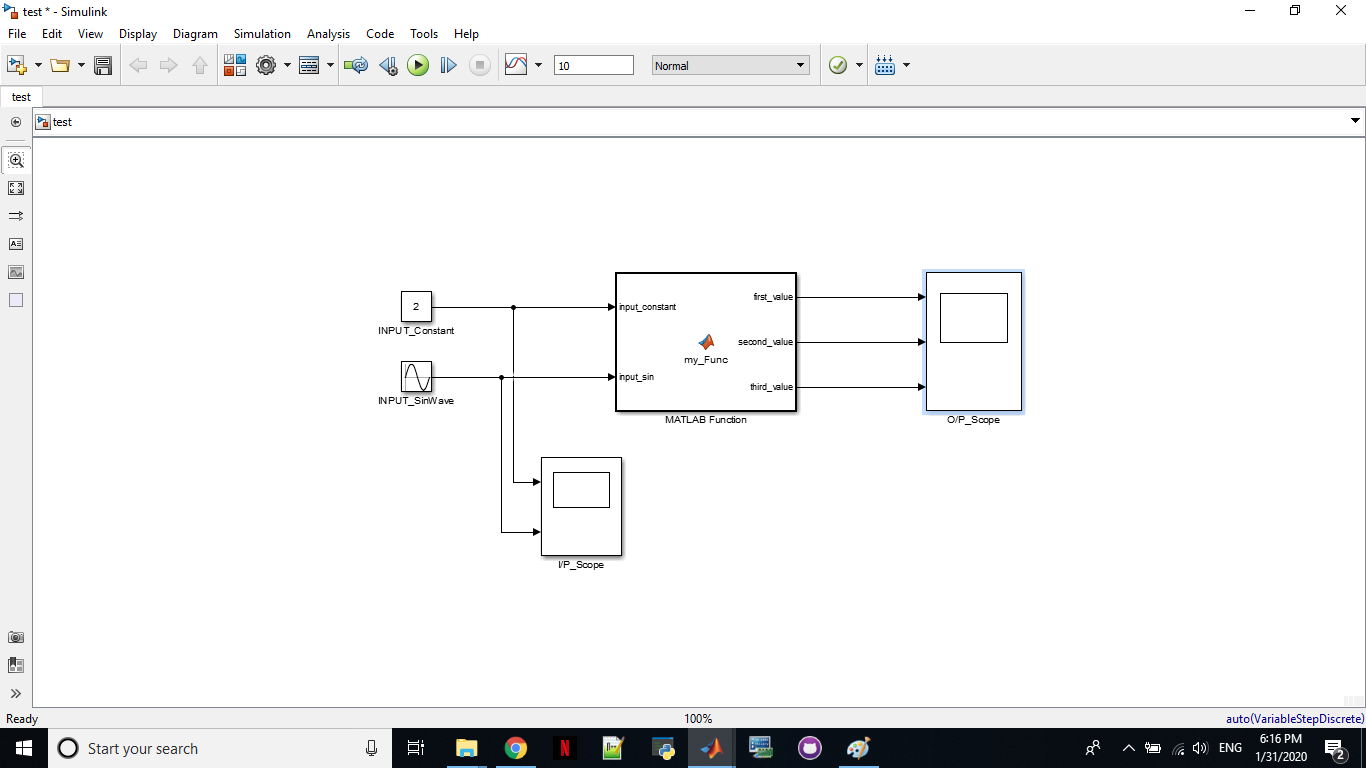 test * - Simulink
File Edit View Display Diagram Simulation Analysis Code Tools Help
10 Normal
test
test
2
INPUT_Constant
INPUT_SinWave
input_constant
input_sin
my_Func
first_value
second_value
third_value
MATLAB Function
O/P_Scope
I/P_Scope
Ready 100% auto(VariableStepDiscrete)
Start your search
ENG
6:16 PM
1/31/2020
2